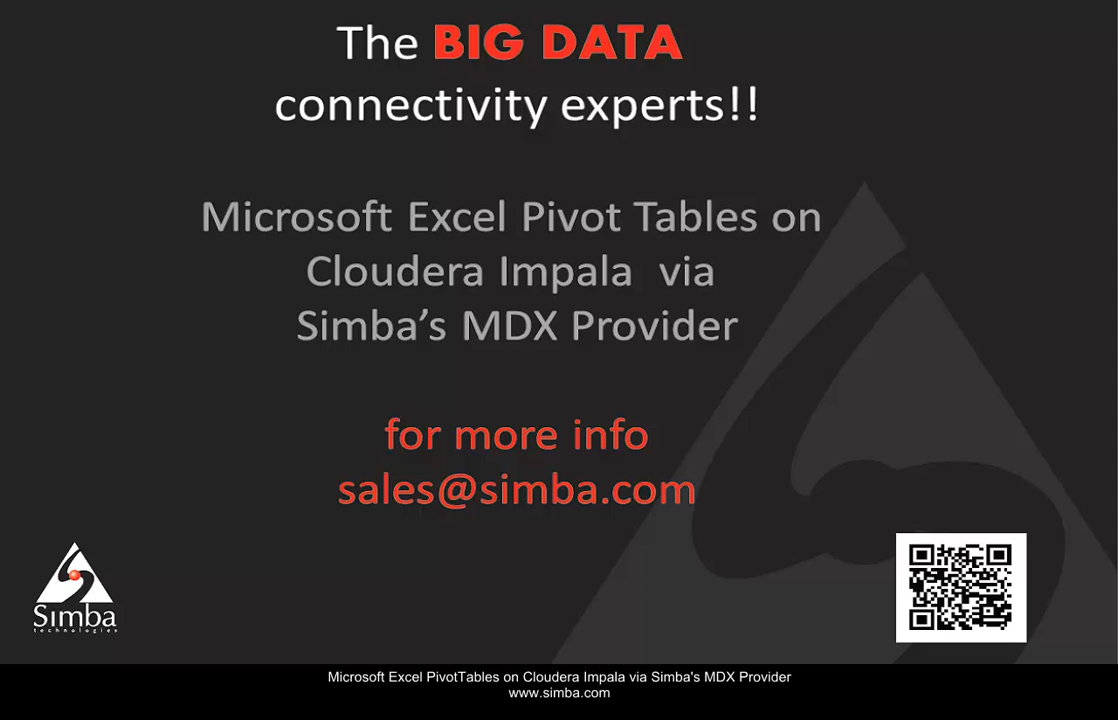 The BIG DATA
connectivity experts!!
Microsoft Excel Pivot Tables on
Cloudera Impala via
Simba’s MDX Provider
for more info
sales@simba.com
Simba
technologies
Microsoft Excel PivotTables on Cloudera Impala via Simba's MDX Provider
www.simba.com